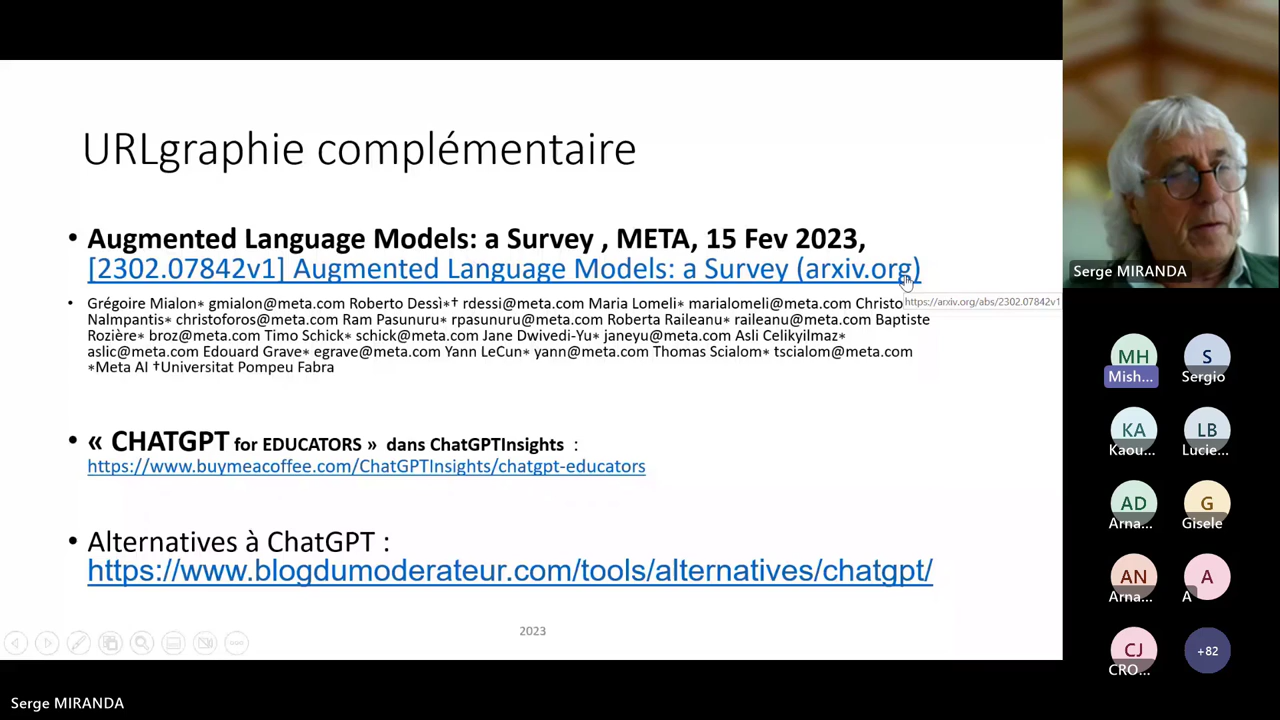 URLgraphie complémentaire
• Augmented Language Models: a Survey , META, 15 Fev 2023,
[2302.07842v1] Augmented Language Models: a Survey (arxiv.org)
https://arxiv.org/abs/2302.07842v1
• Grégoire Mialon∗ gmialon@meta.com Roberto Dessì∗† rdessi@meta.com Maria Lomeli∗ marialomeli@meta.com Christo
Nalmpantis∗ christoforos@meta.com Ram Pasunuru∗ rpasunuru@meta.com Roberta Raileanu∗ raileanu@meta.com Baptiste
Rozière∗ broz@meta.com Timo Schick∗ schick@meta.com Jane Dwivedi-Yu∗ janeyu@meta.com Asli Celikyilmaz∗
aslic@meta.com Edouard Grave∗ egrave@meta.com Yann LeCun∗ yann@meta.com Thomas Scialom∗ tscialom@meta.com
∗Meta AI †Universitat Pompeu Fabra
• « CHATGPT for EDUCATORS » dans ChatGPTInsights :
https://www.buymeacoffee.com/ChatGPTInsights/chatgpt-educators
• Alternatives à ChatGPT :
https://www.blogdumoderateur.com/tools/alternatives/chatgpt/
2023
Serge MIRANDA
MH
Mish...
S
Sergio
KA
Kaou...
LB
Lucie...
AD
Arna...
G
Gisele
AN
Arna...
A
A
CJ
CRO...
+82
Serge MIRANDA